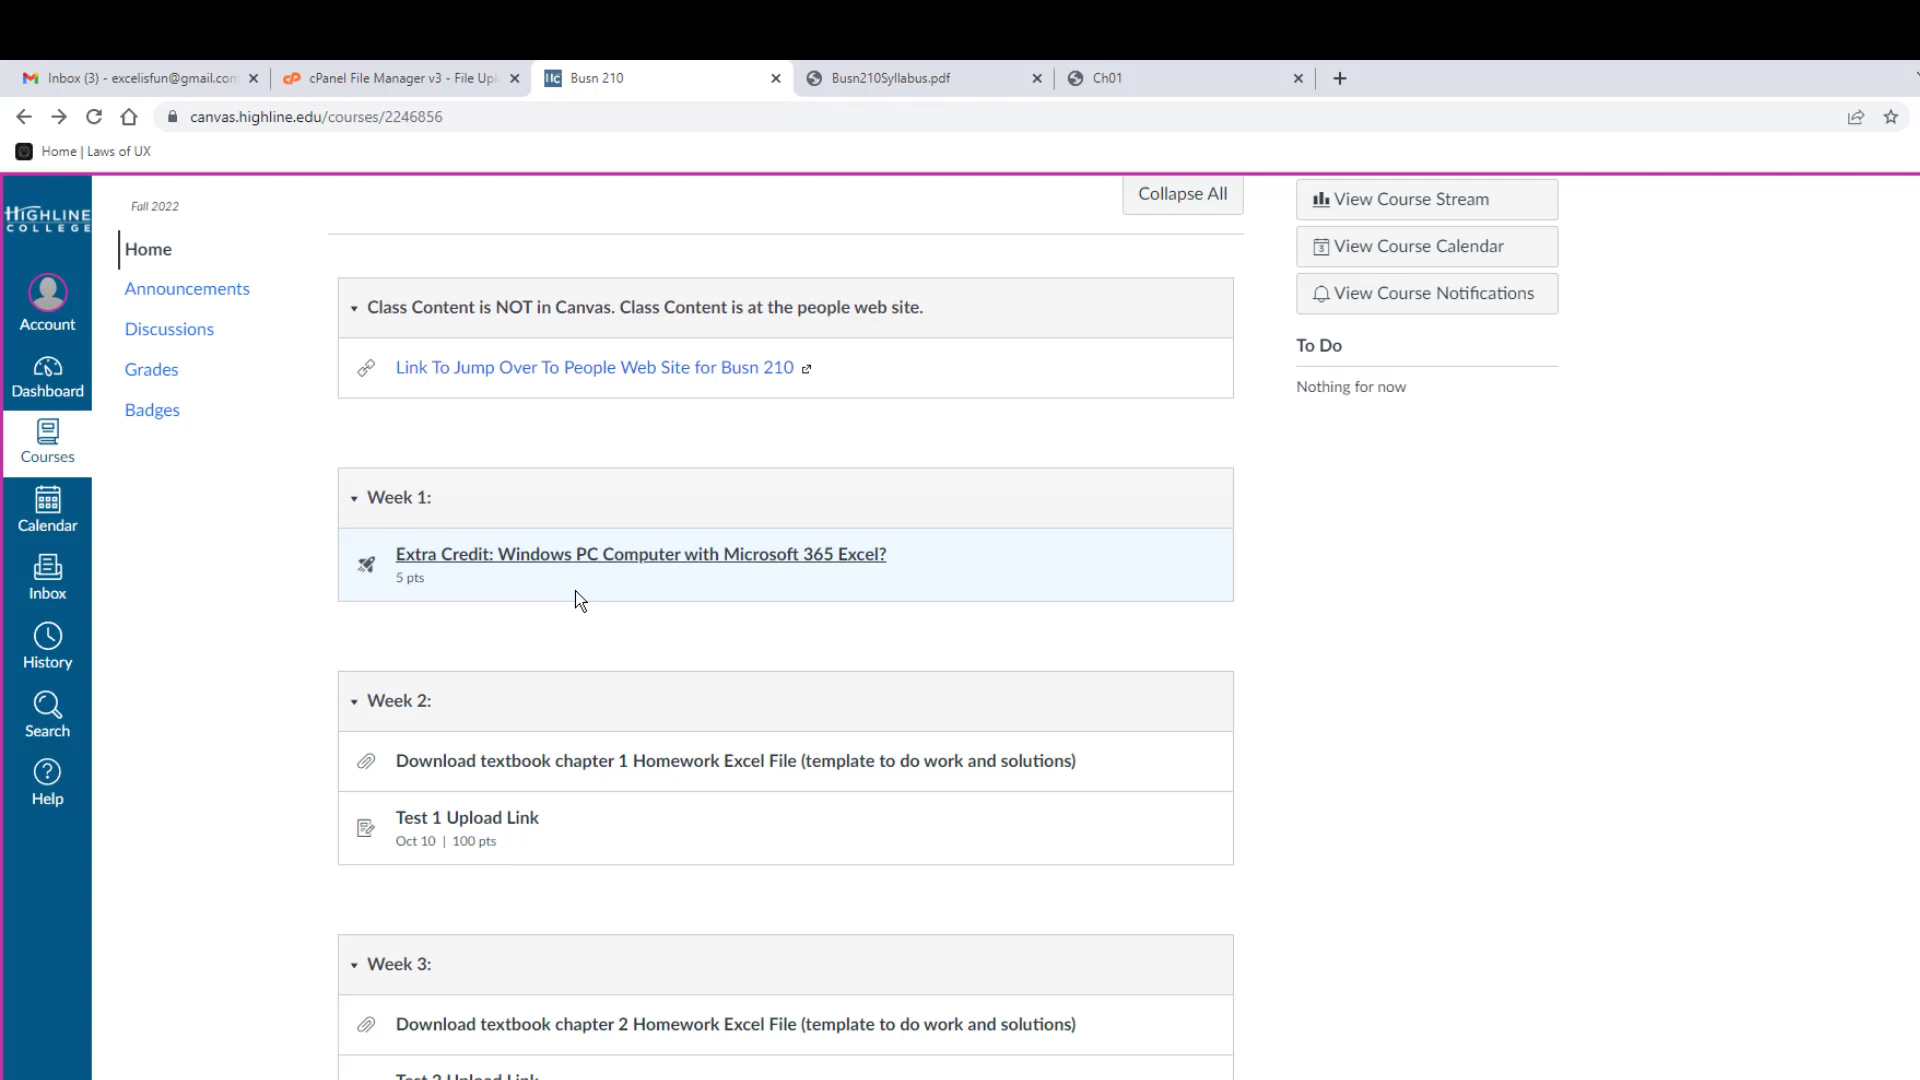 Inbox (3) - excelisfun@gmail.com
cPanel File Manager v3 - File Upl
Hc
Busn 210
Busn210Syllabus.pdf
Ch01
canvas.highline.edu/courses/2246856
Home | Laws of UX
HIGHLINE
COLLEGE
Account
Dashboard
Courses
Calendar
Inbox
History
Search
Help
Fall 2022
Home
Announcements
Discussions
Grades
Badges
Collapse All
Class Content is NOT in Canvas. Class Content is at the people web site.
Link To Jump Over To People Web Site for Busn 210
Week 1:
Extra Credit: Windows PC Computer with Microsoft 365 Excel?
5 pts
Week 2:
Download textbook chapter 1 Homework Excel File (template to do work and solutions)
Test 1 Upload Link
Oct 10 | 100 pts
Week 3:
Download textbook chapter 2 Homework Excel File (template to do work and solutions)
Test 2 Upload Link
View Course Stream
View Course Calendar
View Course Notifications
To Do
Nothing for now